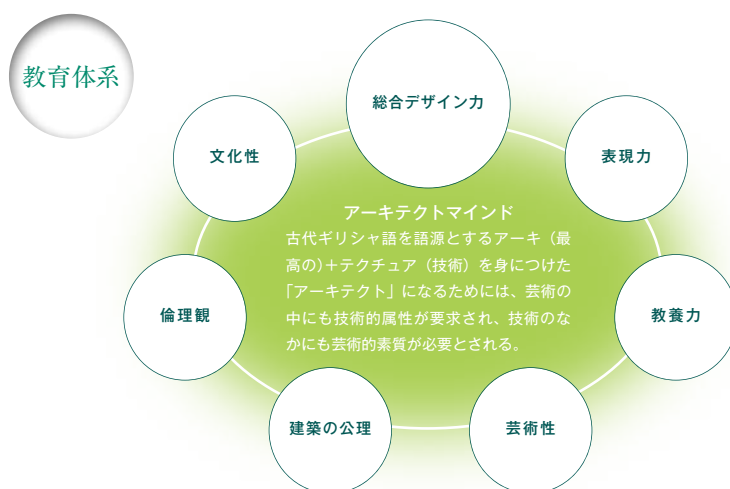 教育体系
総合デザイン力
文化性
表現力
アーキテクトマインド
古代ギリシャ語を語源とするアーキ（最
高の)＋テクチュア（技術）を身につけた
「アーキテクト」になるためには、芸術の
中にも技術的属性が要求され、技術のな
かにも芸術的素質が必要とされる。
倫理観
教養力
建築の公理
芸術性